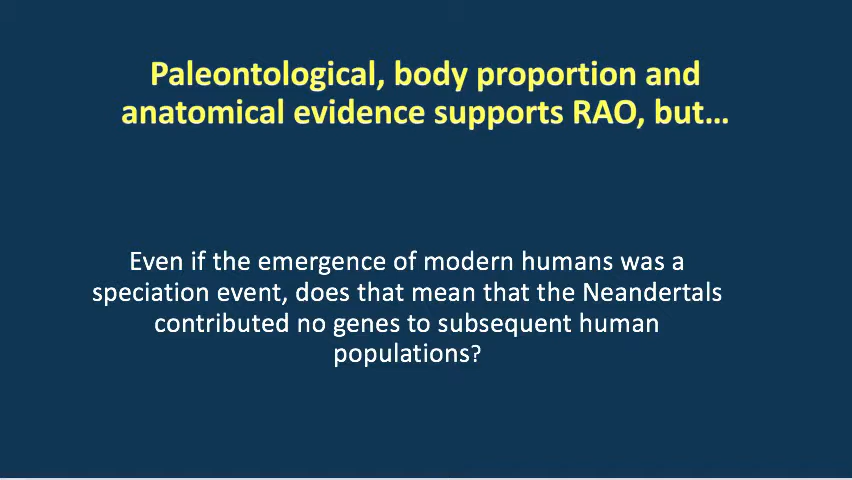 Paleontological, body proportion and
anatomical evidence supports RAO, but…
Even if the emergence of modern humans was a
speciation event, does that mean that the Neandertals
contributed no genes to subsequent human
populations?